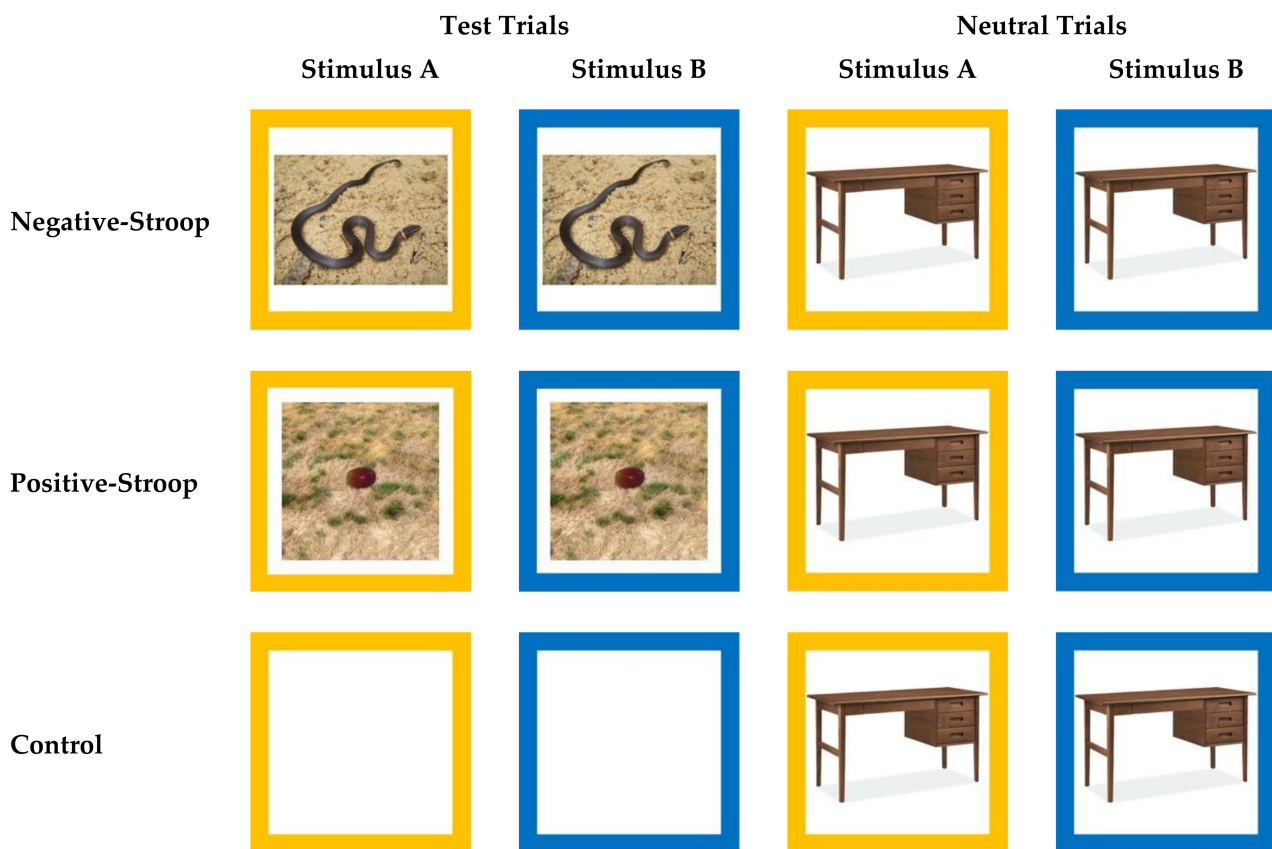 Test Trials Neutral Trials
Stimulus A Stimulus B Stimulus A Stimulus B
Negative-Stroop
Positive-Stroop
Control